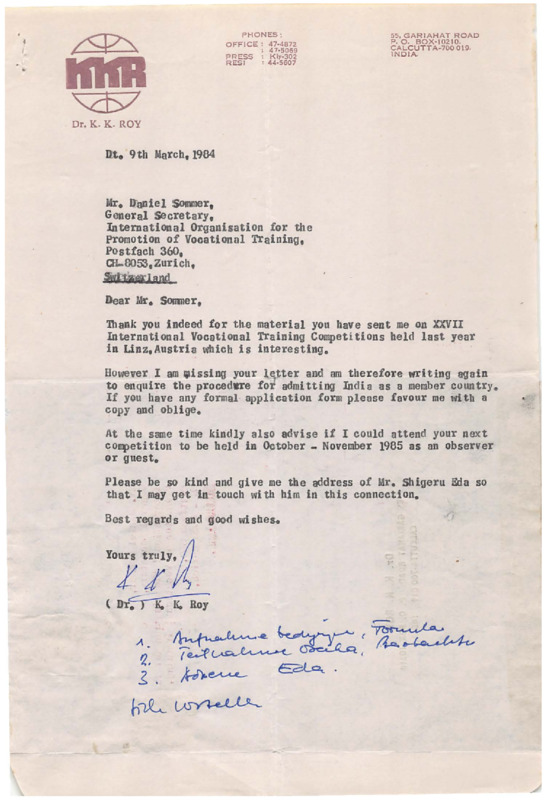 PHONES:
OFFICE: 47-4872
: 47-5069
PRESS : Kir-302
RESI : 44-5607
55. GARIAHAT ROAD
P. O. BOX-10210.
CALCUTTA-700 019.
INDIA
KKR
Dr. K. K. ROY
Dt. 9th March, 1984
Mr. Daniel Sommer,
General Secretary,
International Organisation for the
Promotion of Vocational Training,
Postfach 360,
CH-8053,Zurich,
Switzerland
Dear Mr. Sommer,
Thank you indeed for the material you have sent me on XXVII
International Vocational Training Competitions held last year
in Linz,Austria which is interesting.
However I am missing your letter and am therefore writing again
to enquire the procedure for admitting India as a member country.
If you have any formal application form please favour me with a
copy and oblige.
At the same time kindly also advise if I could attend your next
competition to be held in October - November 1985 as an observer
or guest.
Please be so kind and give me the address of Mr. Shigeru Eda so
that I may get in touch with him in this connection.
Best regards and good wishes.
Yours truly,
K K Roy
( Dr. ) K. K. Roy
1. Aufnahme
2. Teilnahme Osaka,
3. Adresse Eda.